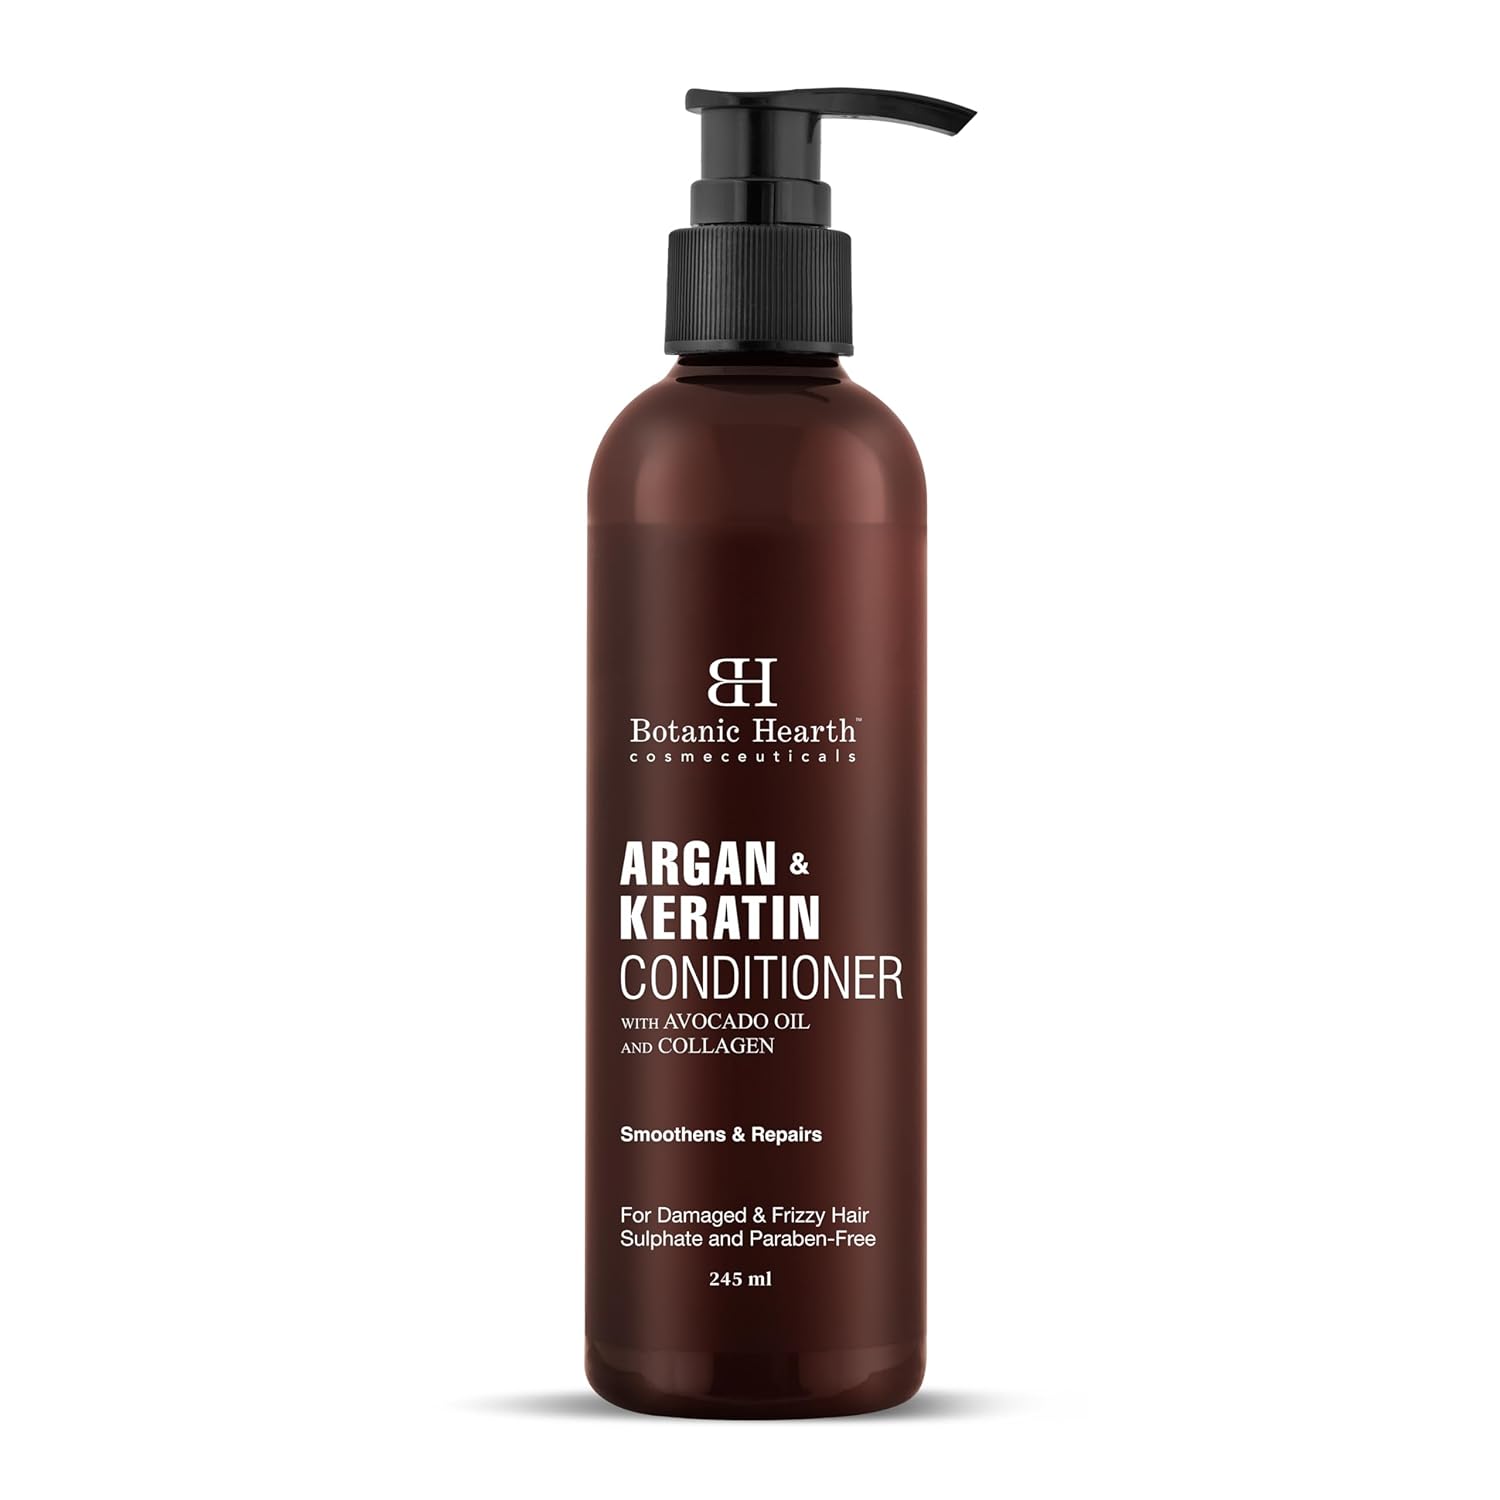 BH
Botanic Hearth™
cosmeceuticals
ARGAN &
KERATIN
CONDITIONER
WITH AVOCADO OIL
AND COLLAGEN
Smoothens & Repairs
For Damaged & Frizzy Hair
Sulphate and Paraben-Free
245 ml